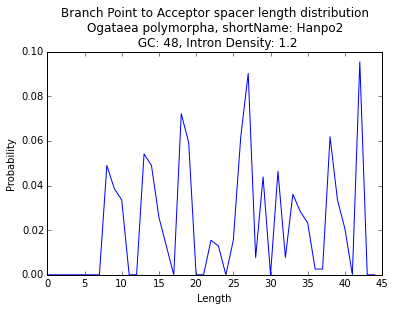 Branch Point to Acceptor spacer length distribution
Ogataea polymorpha, shortName: Hanpo2
GC: 48, Intron Density: 1.2
0.10
0.08
0.06
0.04
0.02
0.00
Probability
0 5 10 15 20 25 30 35 40 45
Length